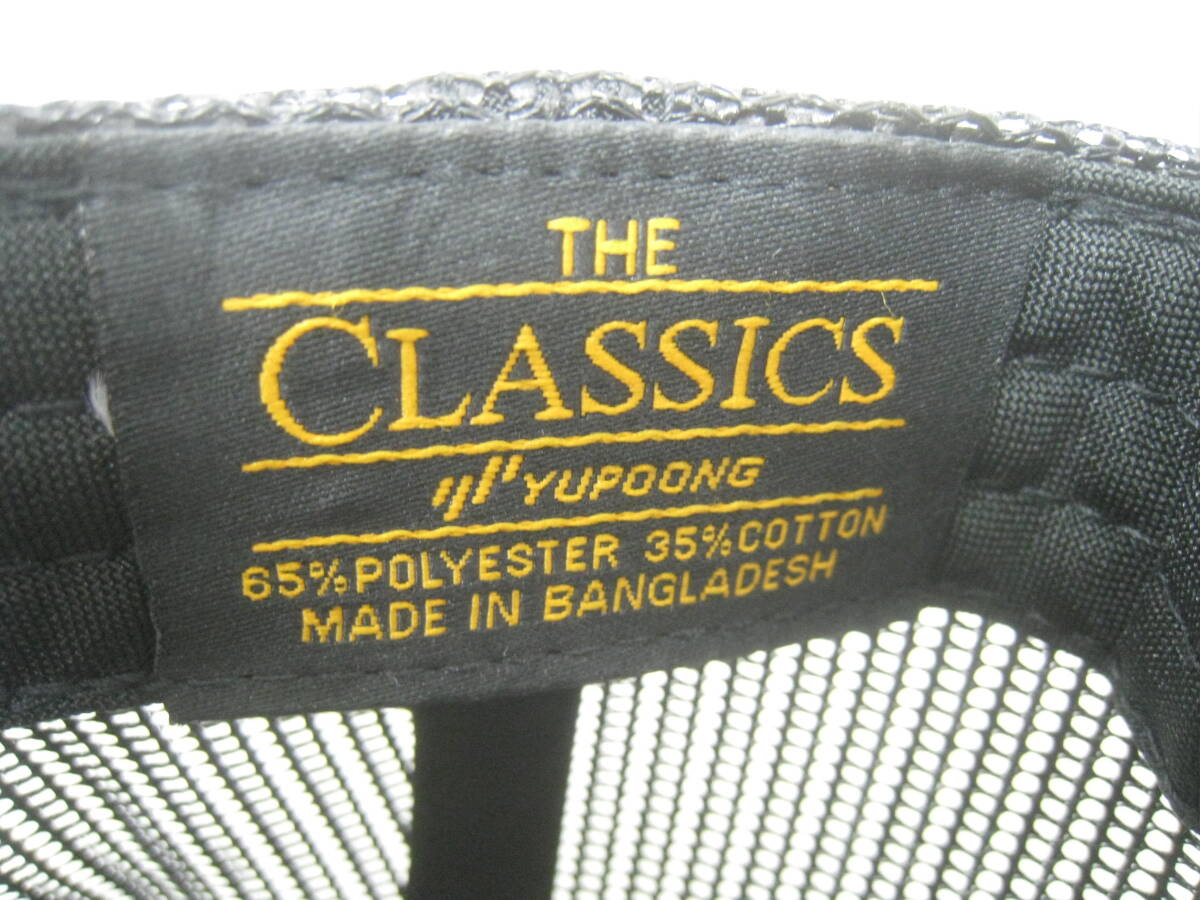 THE
CLASSICS
YUPOONG
65%POLYESTER 35%COTTON
MADE IN BANGLADESH